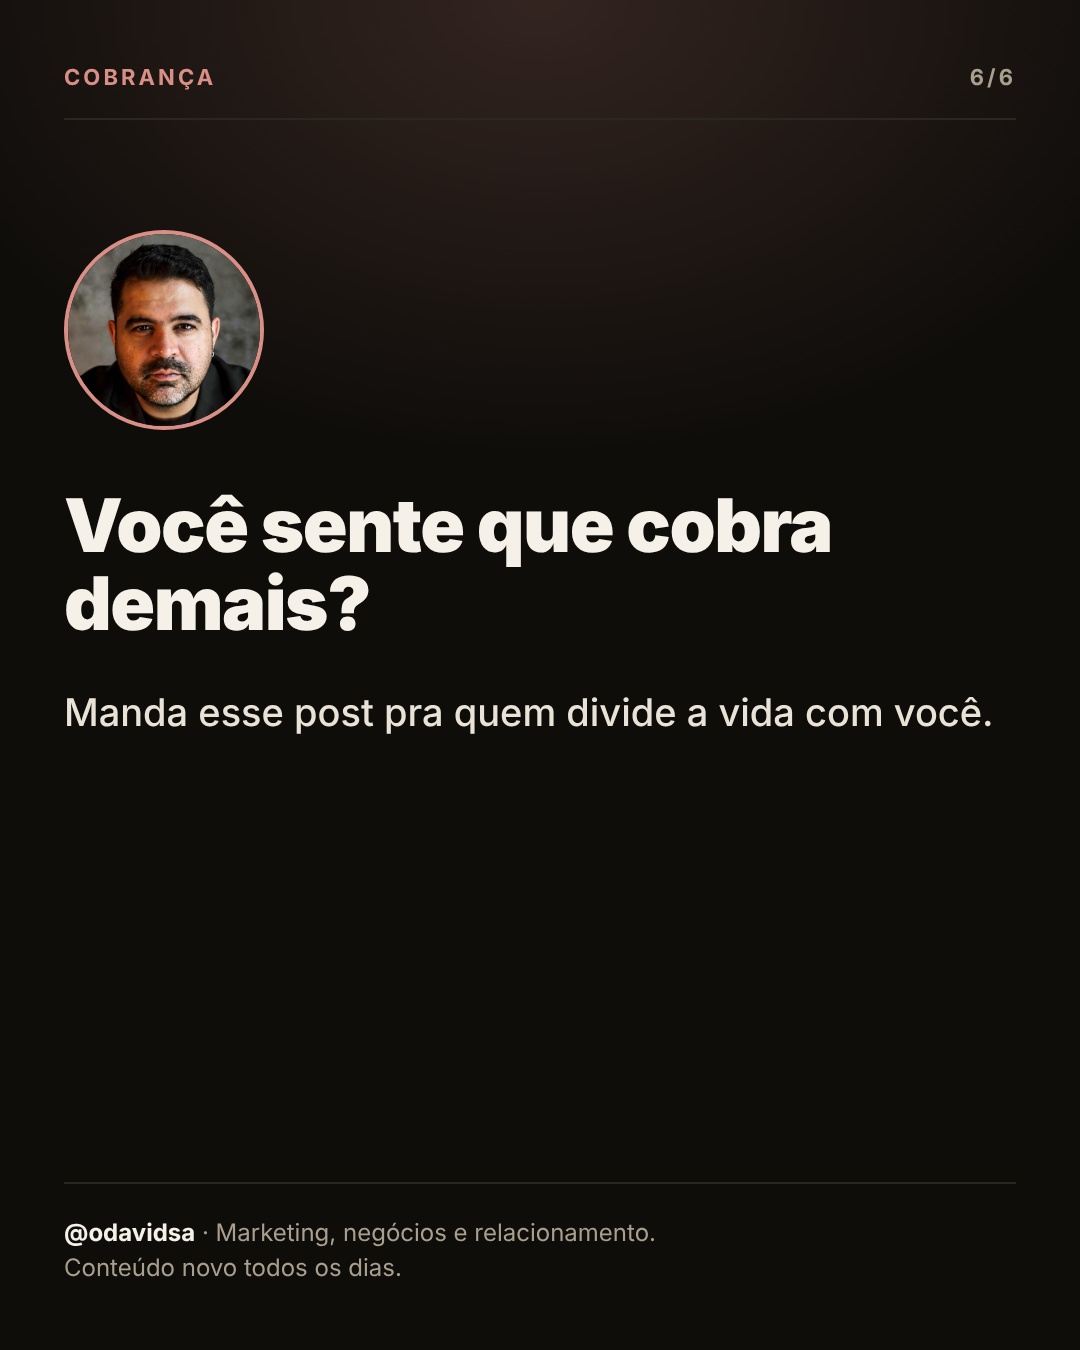 COBRANÇA
6/6
Você sente que cobra
demais?
Manda esse post pra quem divide a vida com você.
@odavidsa · Marketing, negócios e relacionamento.
Conteúdo novo todos os dias.